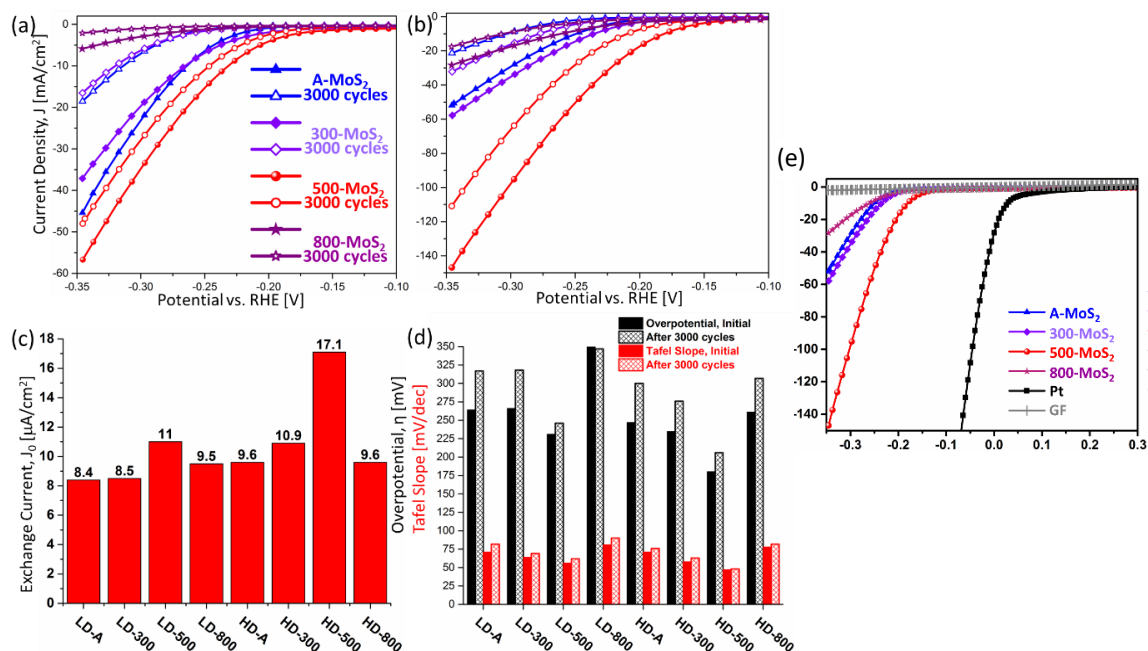 (a)
0
-10
-20
-30
-40
-50
-60
Current Density, J [mA/cm²]
A-MoS₂
3000 cycles
300-MoS₂
3000 cycles
500-MoS₂
3000 cycles
800-MoS₂
3000 cycles
-0.35 -0.30 -0.25 -0.20 -0.15 -0.10
Potential vs. RHE [V]
(b)
0
-20
-40
-60
-80
-100
-120
-140
-0.35 -0.30 -0.25 -0.20 -0.15 -0.10
Potential vs. RHE [V]
(e)
0
-20
-40
-60
-80
-100
-120
-140
A-MoS₂
300-MoS₂
500-MoS₂
800-MoS₂
Pt
GF
-0.3 -0.2 -0.1 0.0 0.1 0.2 0.3
(c)
18
16
14
12
10
8
6
4
2
0
Exchange Current, J₀ [µA/cm²]
8.4 8.5 11 9.5 9.6 10.9 17.1 9.6
LD-A LD-300 LD-500 LD-800 HD-A HD-300 HD-500 HD-800
(d)
Overpotential, Initial
After 3000 cycles
Tafel Slope, Initial
After 3000 cycles
350
325
300
275
250
225
200
175
150
125
100
75
50
25
0
Overpotential, η [mV]
Tafel Slope [mV/dec]
LD-A LD-300 LD-500 LD-800 HD-A HD-300 HD-500 HD-800